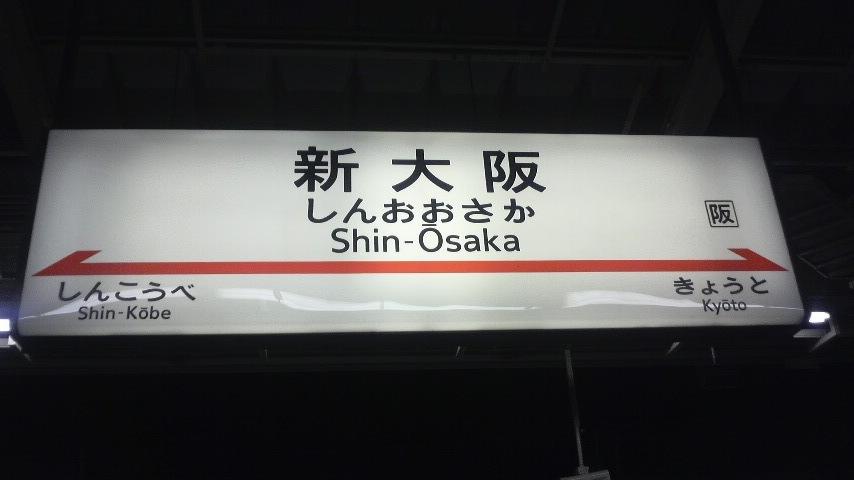 新大阪
しんおおさか
Shin-Ōsaka
阪
しんこうべ
Shin-Kōbe
きょうと
Kyōto